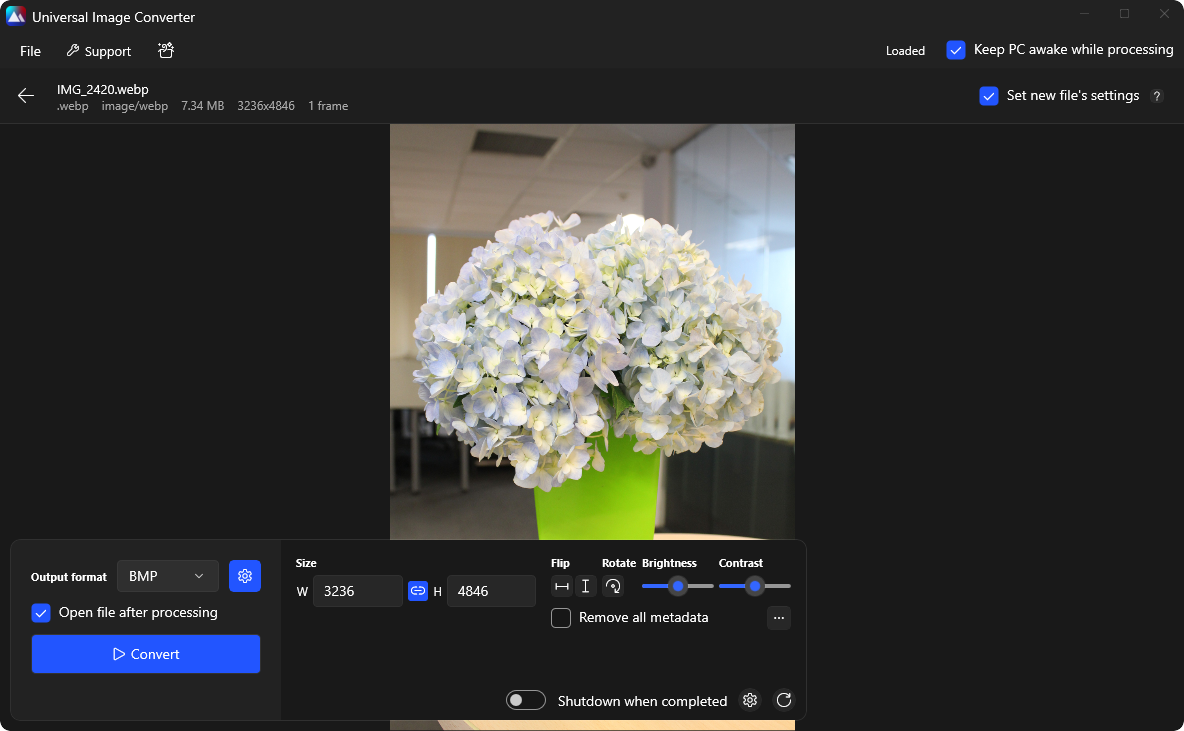 Universal Image Converter
File Support Loaded Keep PC awake while processing
IMG_2420.webp
.webp image/webp 7.34 MB 3236x4846 1 frame
Set new file's settings ?
Output format BMP
Open file after processing
Convert
Size
W 3236 H 4846
Flip Rotate Brightness Contrast
Remove all metadata
Shutdown when completed